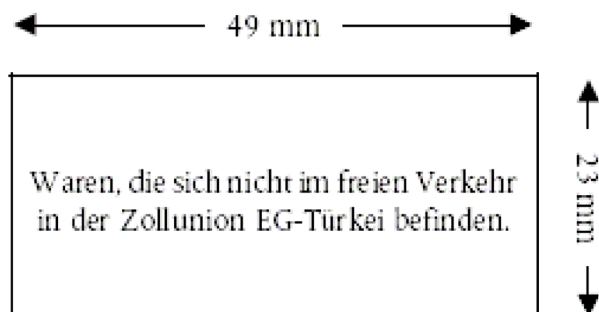 49 mm
Waren, die sich nicht im freien Verkehr
in der Zollunion EG-Türkei befinden.
23 mm